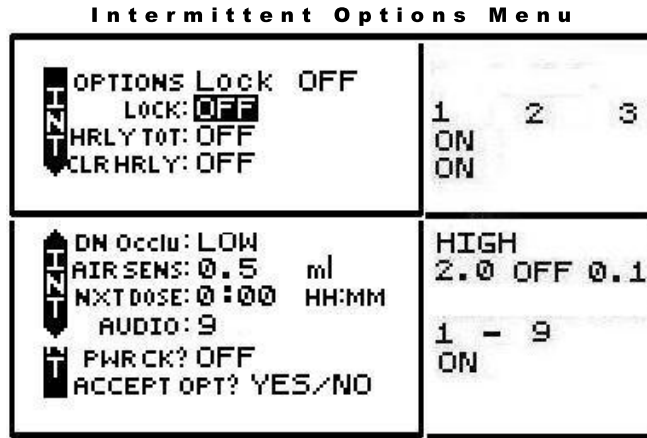 Intermittent Options Menu
INT
OPTIONS Lock OFF
LOCK: OFF 1 2 3
HRLY TOT: OFF ON
CLR HRLY: OFF ON
INT
DN Occlu: LOW HIGH
AIR SENS: 0.5 ml 2.0 OFF 0.1
NXT DOSE: 0:00 HH:MM
AUDIO: 9 1 - 9
T PWR CK? OFF ON
ACCEPT OPT? YES/NO